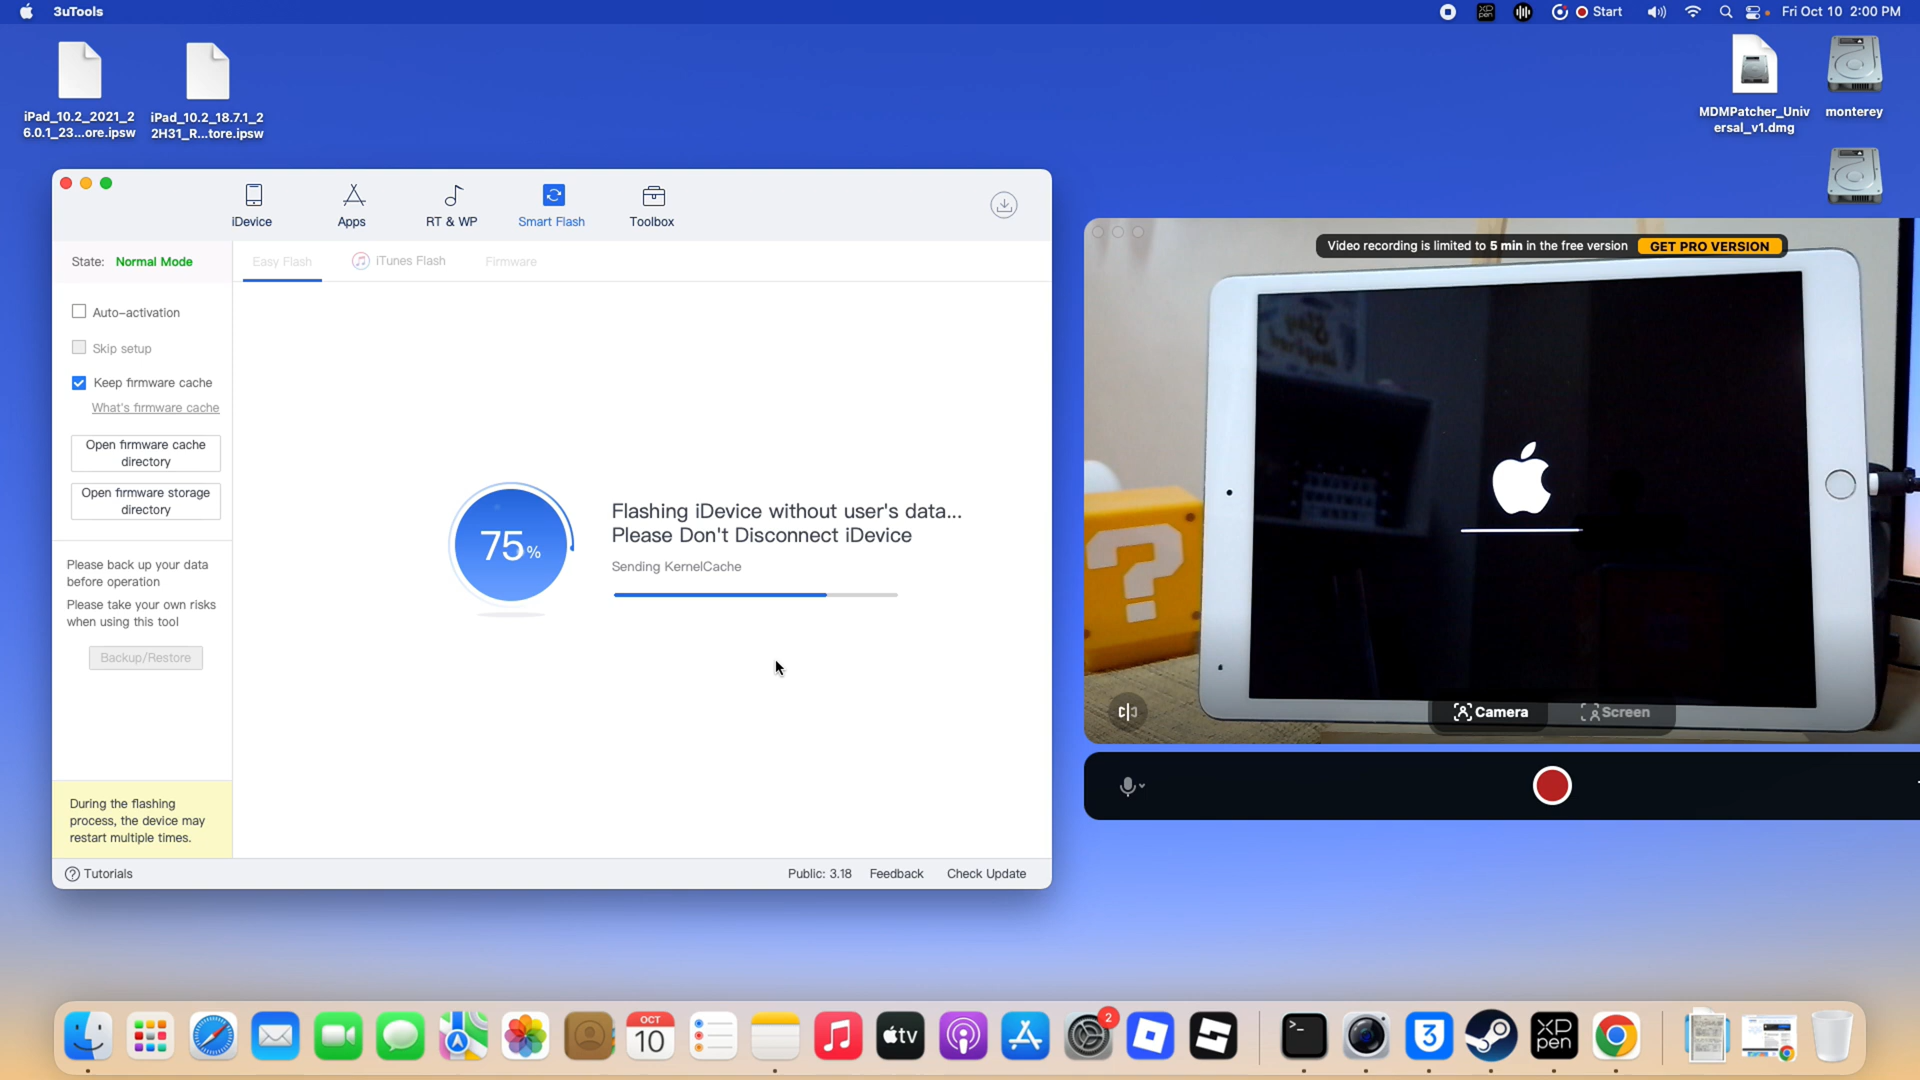 3uTools
Start
Fri Oct 10 2:00 PM
iPad_10.2_2021_2
6.0.1_23...ore.ipsw
iPad_10.2_18.7.1_2
2H31_R...tore.ipsw
MDMPatcher_Univ
ersal_v1.dmg
monterey
iDevice
Apps
RT & WP
Smart Flash
Toolbox
State: Normal Mode
Easy Flash
iTunes Flash
Firmware
Auto-activation
Skip setup
Keep firmware cache
What's firmware cache
Open firmware cache
directory
Open firmware storage
directory
Please back up your data
before operation
Please take your own risks
when using this tool
Backup/Restore
During the flashing
process, the device may
restart multiple times.
75%
Flashing iDevice without user's data...
Please Don't Disconnect iDevice
Sending KernelCache
Tutorials
Public: 3.18
Feedback
Check Update
Video recording is limited to 5 min in the free version
GET PRO VERSION
?
Camera
Screen
OCT
10
tv
2
3
XP
pen